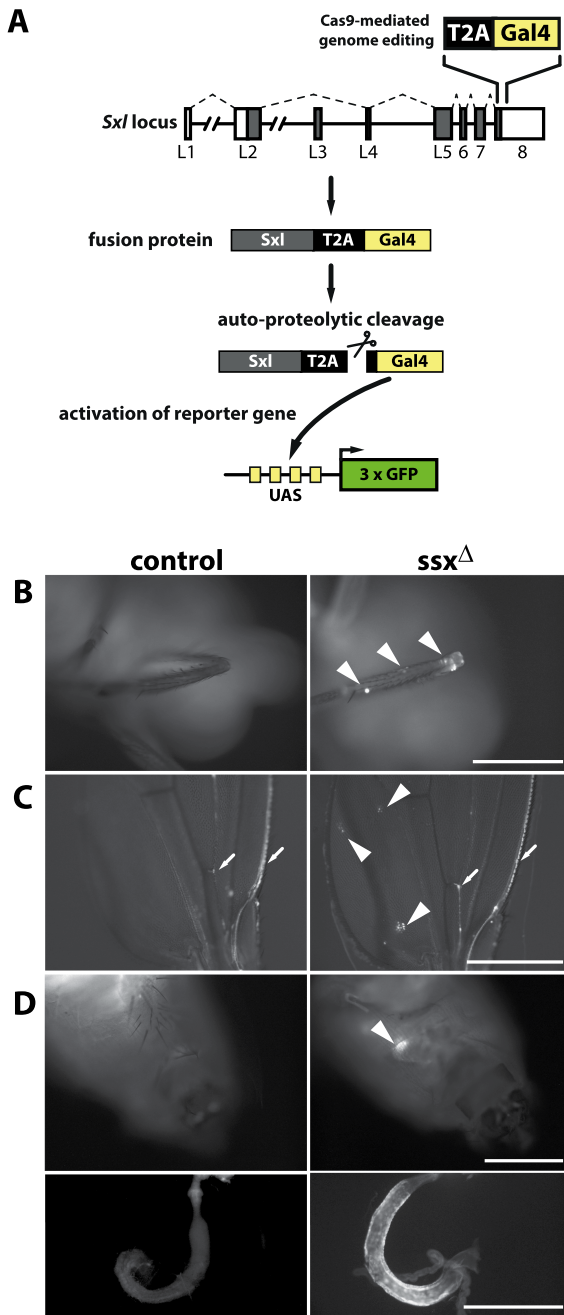 A
Cas9-mediated
genome editing
T2A Gal4
Sxl locus
L1 L2 L3 L4 L5 6 7 8
fusion protein
Sxl T2A Gal4
auto-proteolytic cleavage
Sxl T2A Gal4
activation of reporter gene
3 x GFP
UAS
control ssxΔ
B
C
D